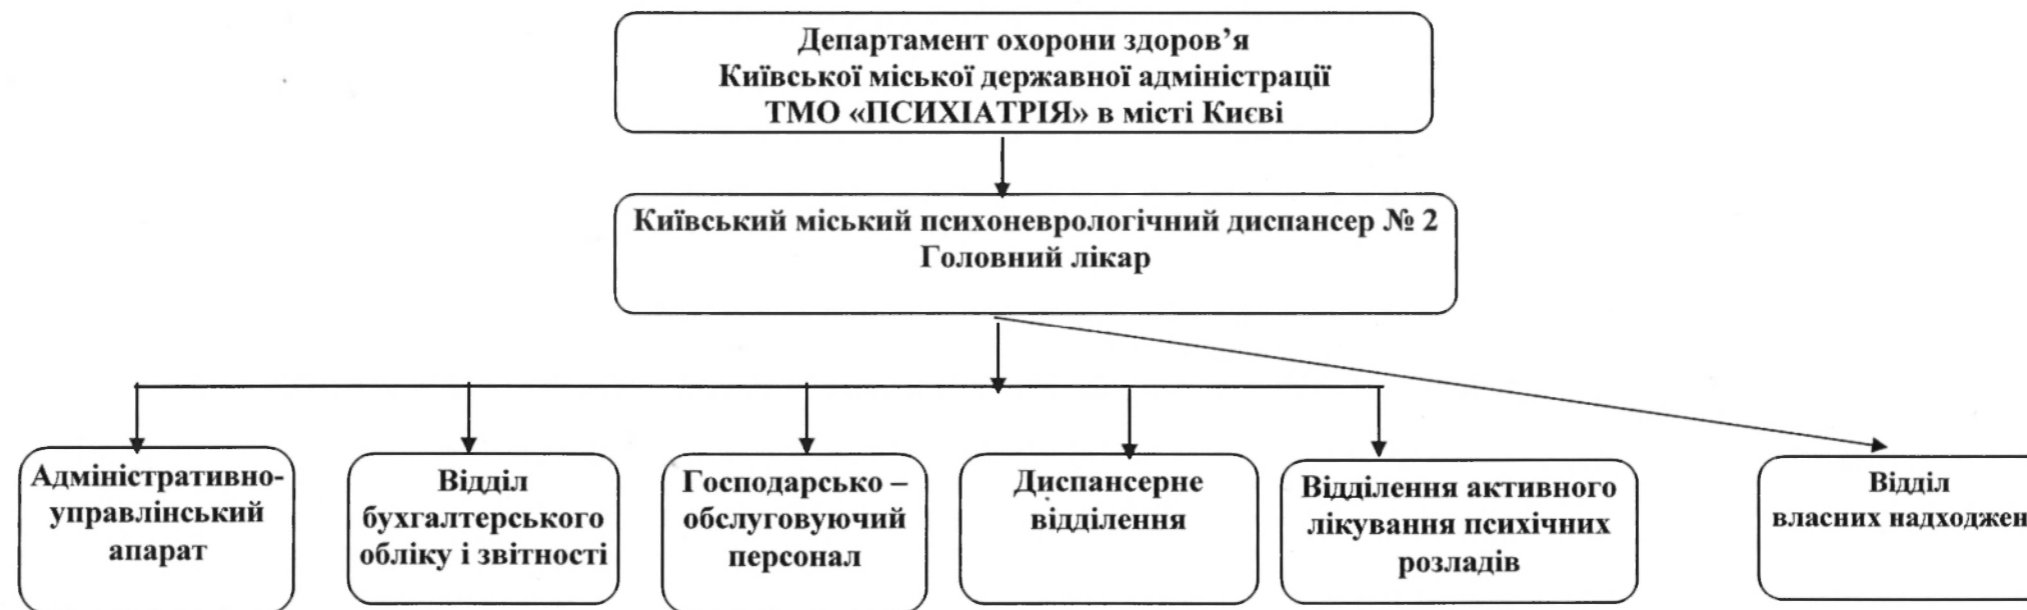 Департамент охорони здоров’я
Київської міської державної адміністрації
ТМО «ПСИХІАТРІЯ» в місті Києві
Київський міський психоневрологічний диспансер № 2
Головний лікар
Адміністративно-
управлінський
апарат
Відділ
бухгалтерського
обліку і звітності
Господарсько –
обслуговуючий
персонал
Диспансерне
відділення
Відділення активного
лікування психічних
розладів
Відділ
власних надходжен